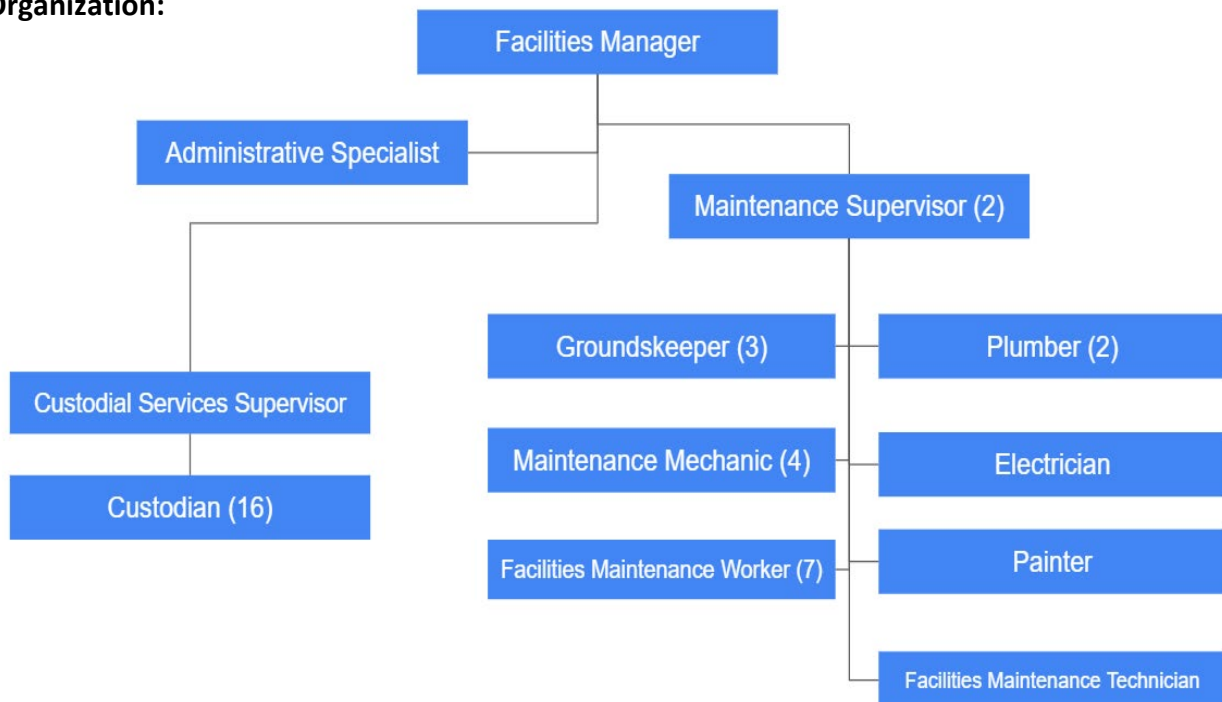 Organization:
Facilities Manager
Administrative Specialist
Maintenance Supervisor (2)
Groundskeeper (3)
Plumber (2)
Custodial Services Supervisor
Maintenance Mechanic (4)
Electrician
Custodian (16)
Facilities Maintenance Worker (7)
Painter
Facilities Maintenance Technician